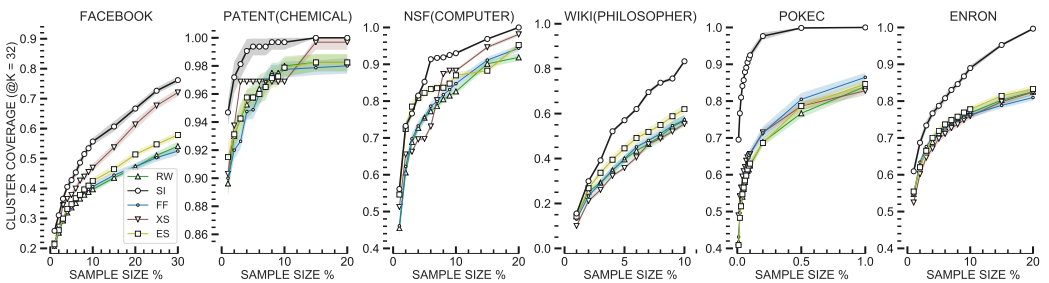 FACEBOOK
CLUSTER COVERAGE (@K = 32)
0.9
0.8
0.7
0.6
0.5
0.4
0.3
0.2
0 10 20 30
SAMPLE SIZE %
RW
SI
FF
XS
ES
PATENT(CHEMICAL)
1.00
0.98
0.96
0.94
0.92
0.90
0.88
0.86
0 10 20
SAMPLE SIZE %
NSF(COMPUTER)
1.0
0.9
0.8
0.7
0.6
0.5
0.4
0 10 20
SAMPLE SIZE %
WIKI(PHILOSOPHER)
1.0
0.8
0.6
0.4
0.2
0.0
0 5 10
SAMPLE SIZE %
POKEC
1.0
0.9
0.8
0.7
0.6
0.5
0.4
0.0 0.5 1.0
SAMPLE SIZE %
ENRON
1.0
0.9
0.8
0.7
0.6
0.5
0.4
0 10 20
SAMPLE SIZE %